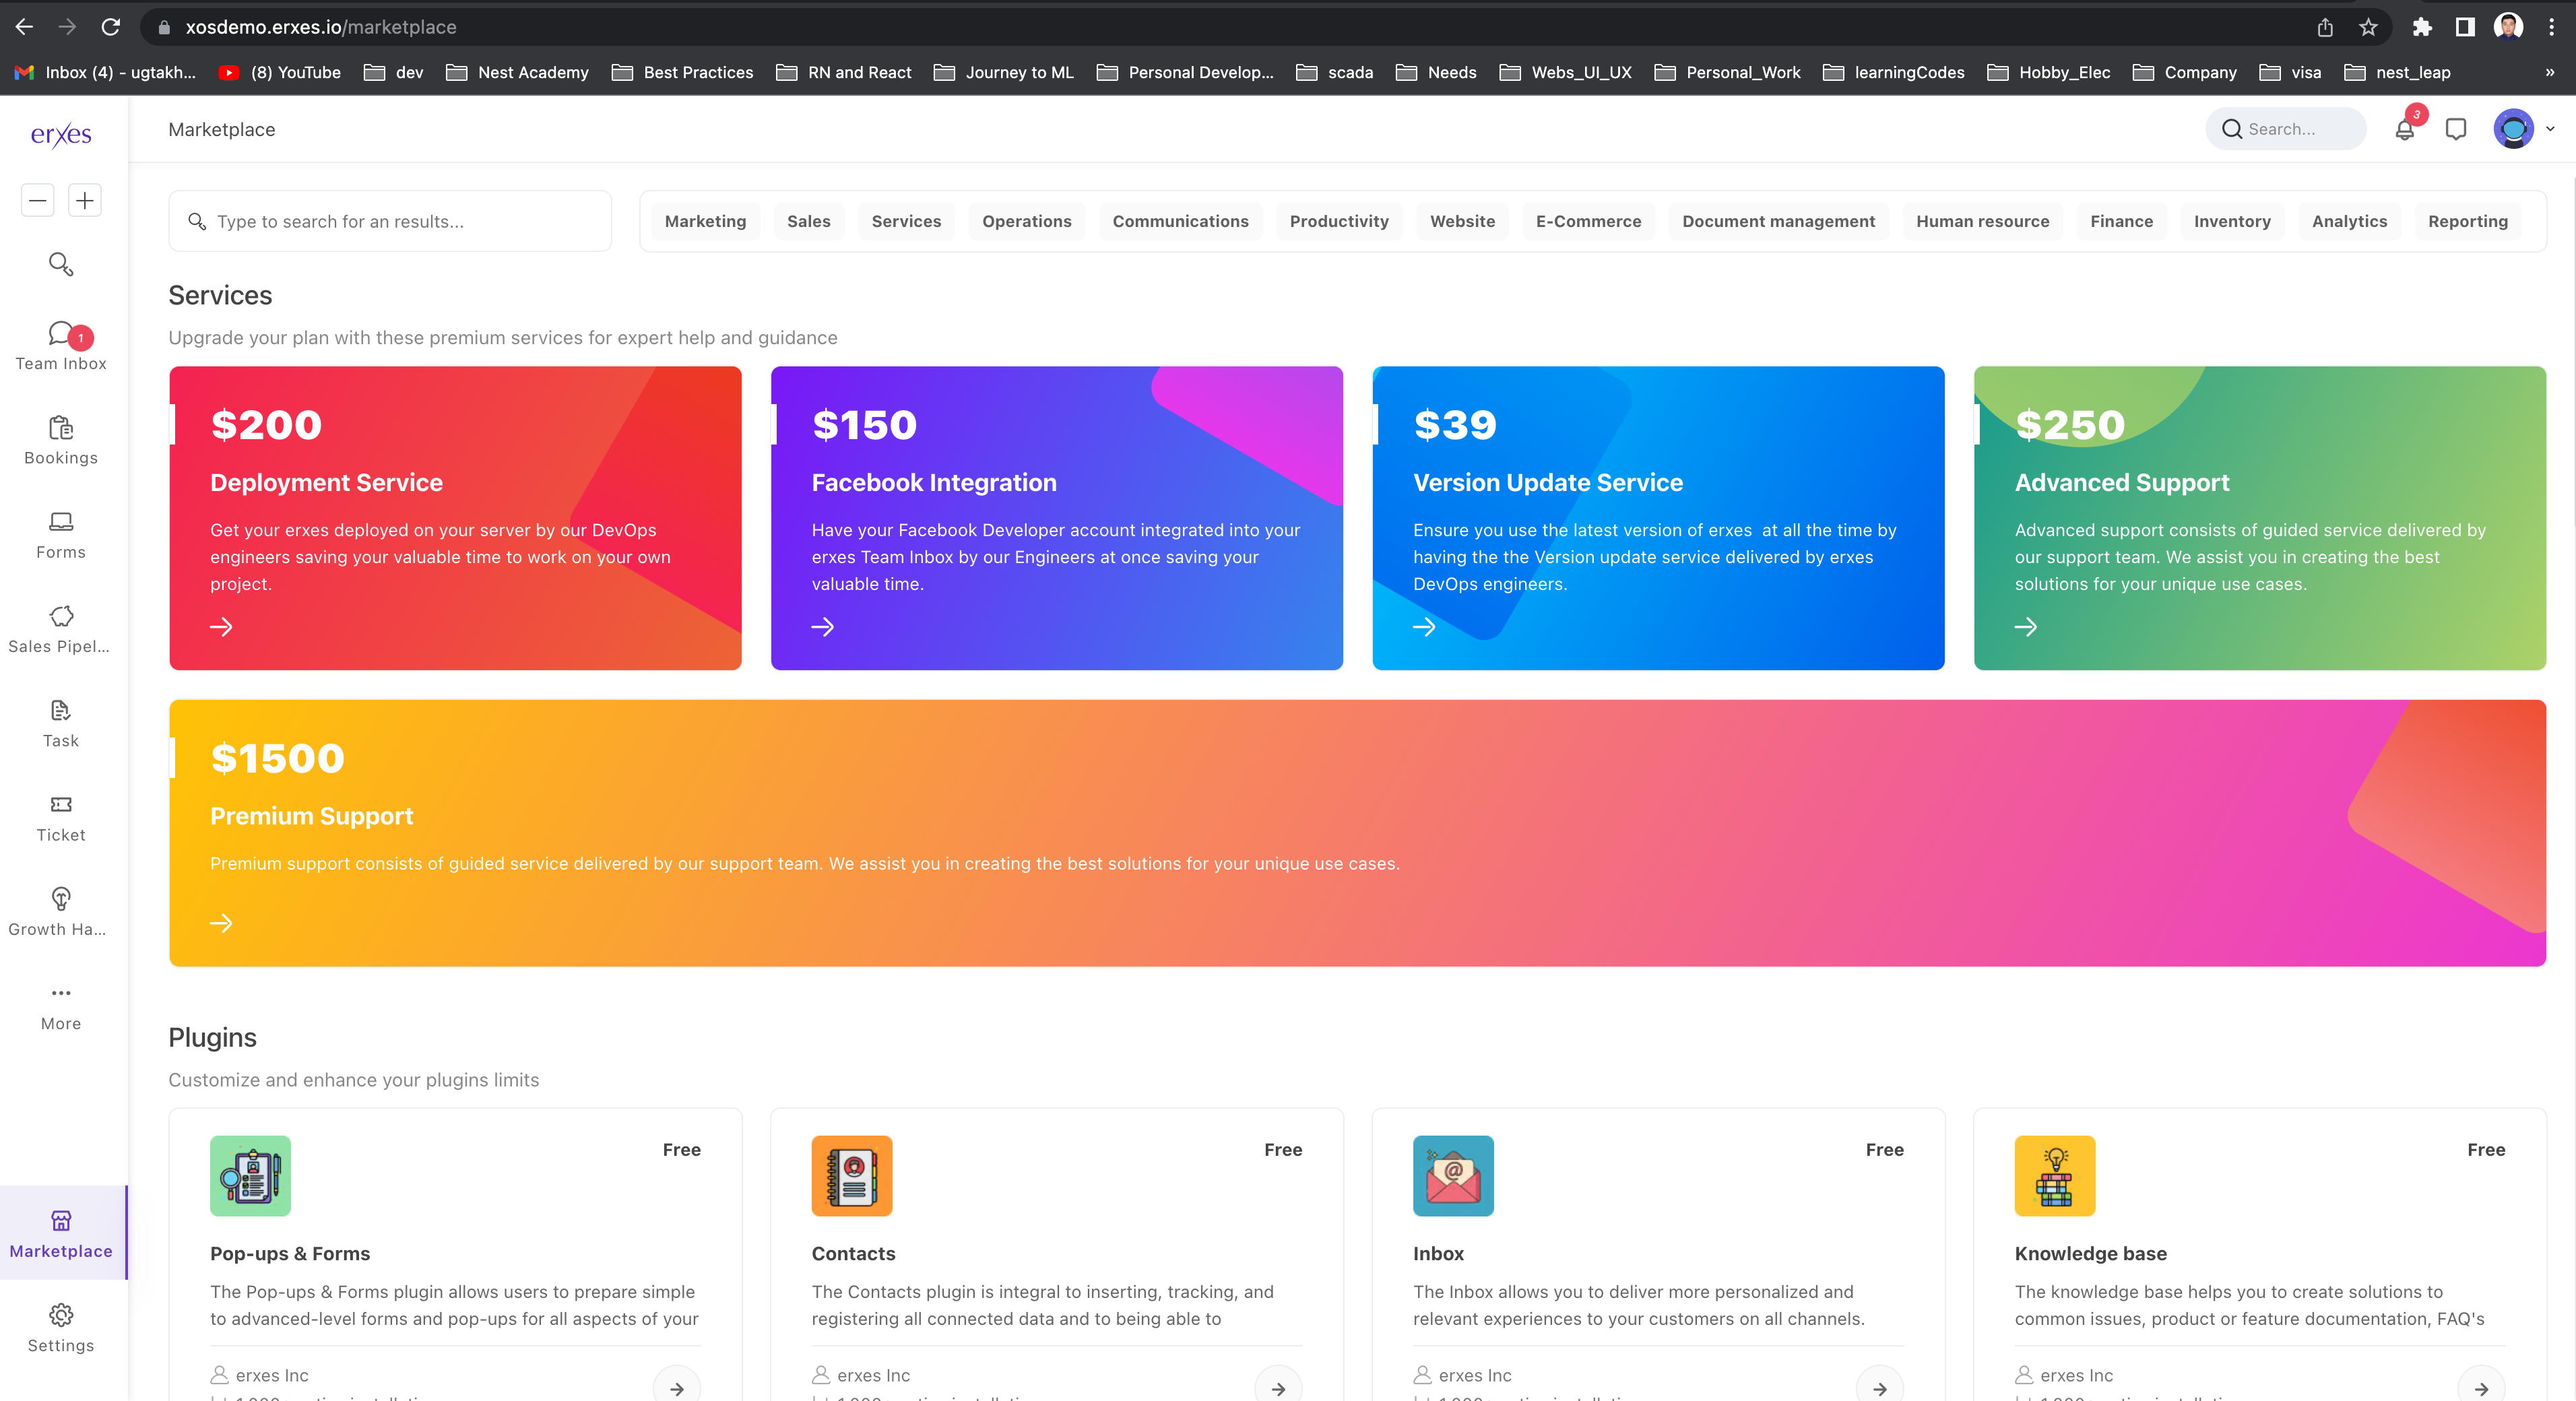 xosdemo.erxes.io/marketplace
Inbox (4) - ugtakh...
(8) YouTube
dev
Nest Academy
Best Practices
RN and React
Journey to ML
Personal Develop...
scada
Needs
Webs_UI_UX
Personal_Work
learningCodes
Hobby_Elec
Company
visa
nest_leap
»
erxes
Marketplace
Search...
3
Team Inbox
1
Bookings
Forms
Sales Pipel...
Task
Ticket
Growth Ha...
More
Marketplace
Settings
Type to search for an results...
Marketing
Sales
Services
Operations
Communications
Productivity
Website
E-Commerce
Document management
Human resource
Finance
Inventory
Analytics
Reporting
Services
Upgrade your plan with these premium services for expert help and guidance
$200
Deployment Service
Get your erxes deployed on your server by our DevOps
engineers saving your valuable time to work on your own
project.
$150
Facebook Integration
Have your Facebook Developer account integrated into your
erxes Team Inbox by our Engineers at once saving your
valuable time.
$39
Version Update Service
Ensure you use the latest version of erxes  at all the time by
having the the Version update service delivered by erxes
DevOps engineers.
$250
Advanced Support
Advanced support consists of guided service delivered by
our support team. We assist you in creating the best
solutions for your unique use cases.
$1500
Premium Support
Premium support consists of guided service delivered by our support team. We assist you in creating the best solutions for your unique use cases.
Plugins
Customize and enhance your plugins limits
Free
Pop-ups & Forms
The Pop-ups & Forms plugin allows users to prepare simple
to advanced-level forms and pop-ups for all aspects of your
erxes Inc
Free
Contacts
The Contacts plugin is integral to inserting, tracking, and
registering all connected data and to being able to
erxes Inc
Free
Inbox
The Inbox allows you to deliver more personalized and
relevant experiences to your customers on all channels.
erxes Inc
Free
Knowledge base
The knowledge base helps you to create solutions to
common issues, product or feature documentation, FAQ's
erxes Inc